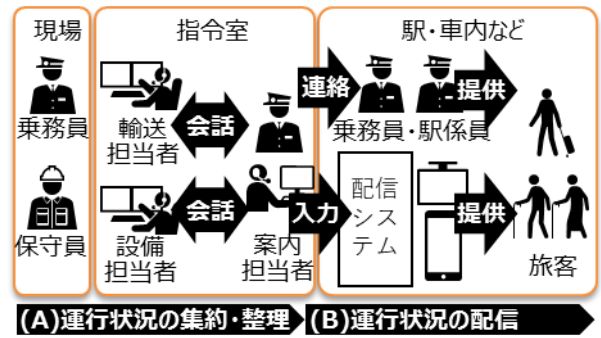 現場
乗務員
保守員
指令室
輸送
担当者
会話
設備
担当者
会話
案内
担当者
連絡
入力
駅・車内など
乗務員・駅係員
提供
配信
シス
テム
提供
旅客
(A)運行状況の集約・整理
(B)運行状況の配信